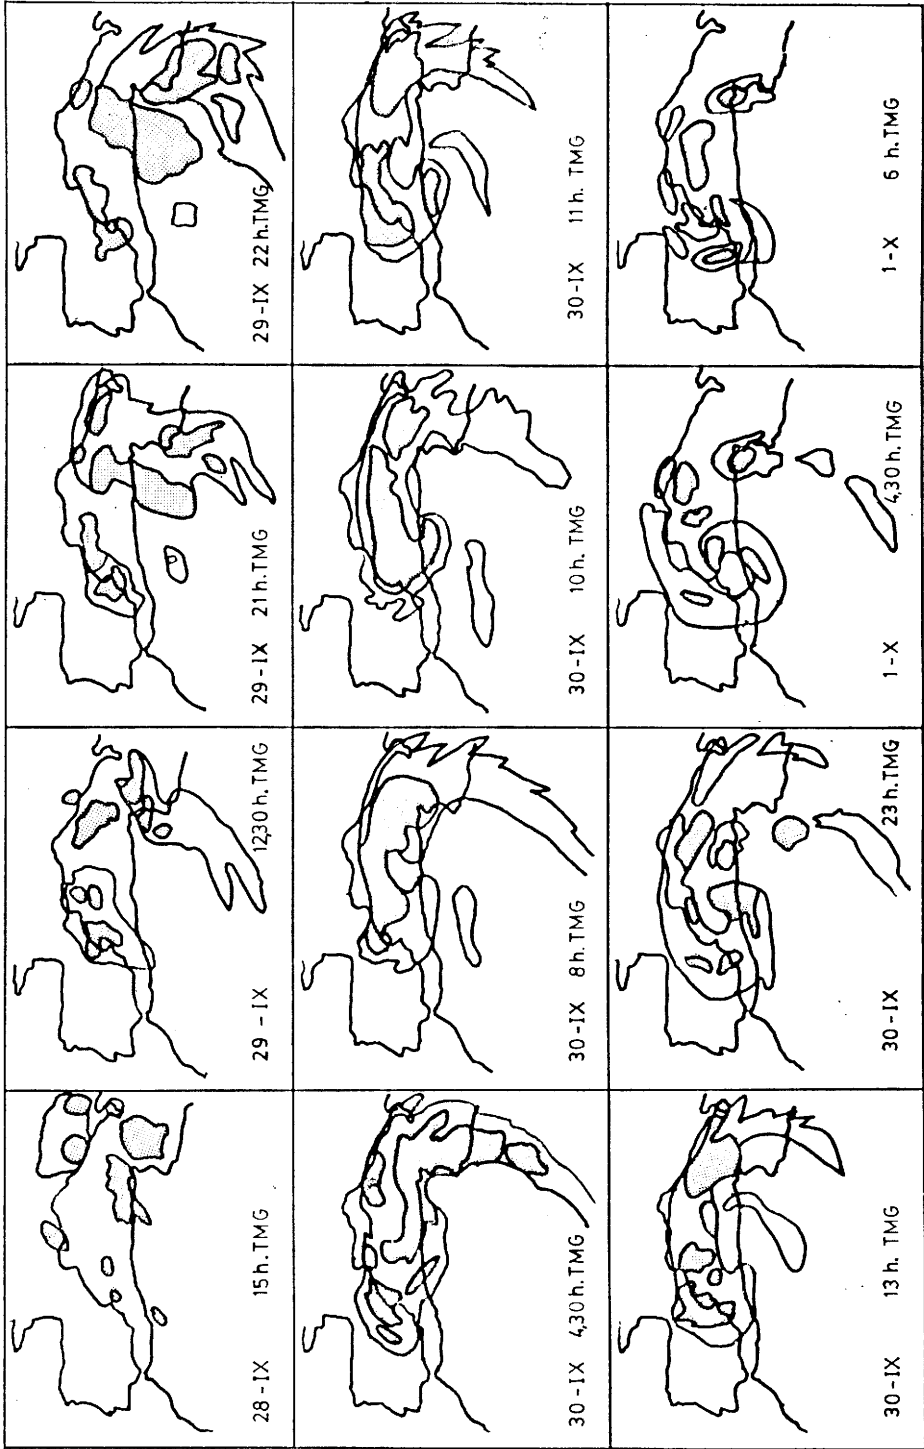 28-IX 15h.TMG
29-IX 12,30h.TMG
29-IX 21h.TMG
29-IX 22h.TMG
30-IX 4,30h.TMG
30-IX 8h.TMG
30-IX 10h.TMG
30-IX 11h.TMG
30-IX 13h.TMG
30-IX 23h.TMG
1-X 4,30h.TMG
1-X 6h.TMG